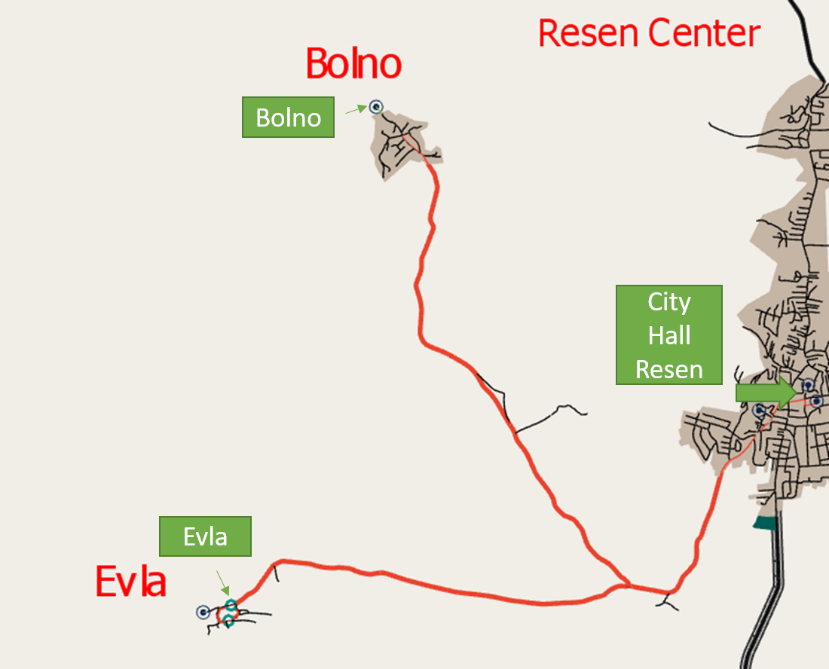 Resen Center
Bolno
Bolno
City
Hall
Resen
Evla
Evla